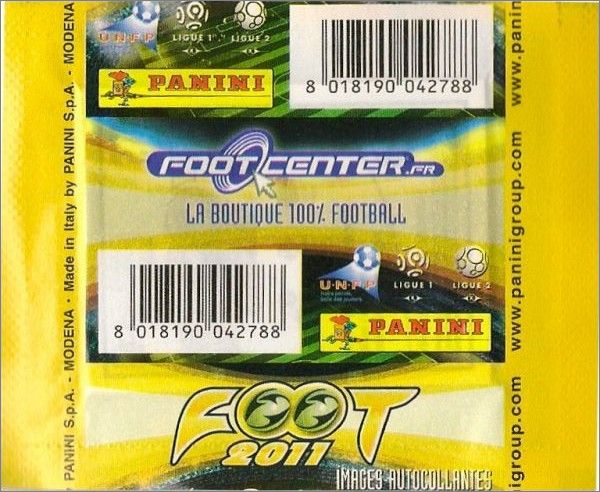 U·N·F·P
LIGUE 1
LIGUE 2
PANINI
8 018190 042788
FOOTCENTER.FR
LA BOUTIQUE 100% FOOTBALL
8 018190 042788
U·N·F·P
LIGUE 1
LIGUE 2
PANINI
FOOT
2011
IMAGES AUTOCOLLANTES
PANINI S.p.A. - MODENA · Made in Italy by PANINI S.p.A. - MODENA
www.paninigroup.com · www.paninigroup.com